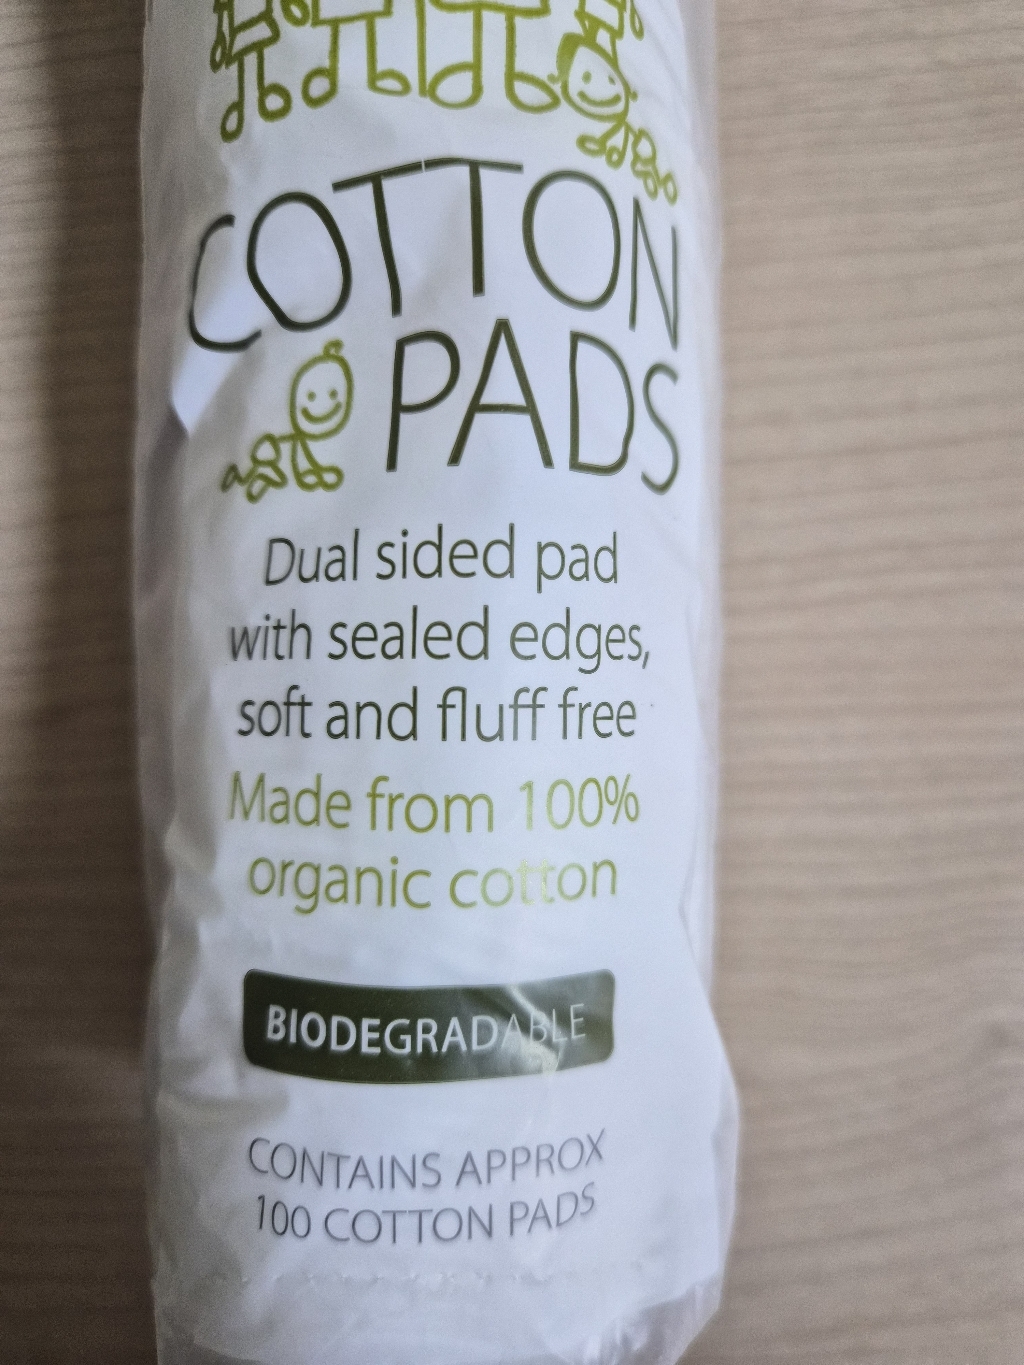 COTTON
PADS
Dual sided pad
with sealed edges,
soft and fluff free
Made from 100%
organic cotton
BIODEGRADABLE
CONTAINS APPROX
100 COTTON PADS